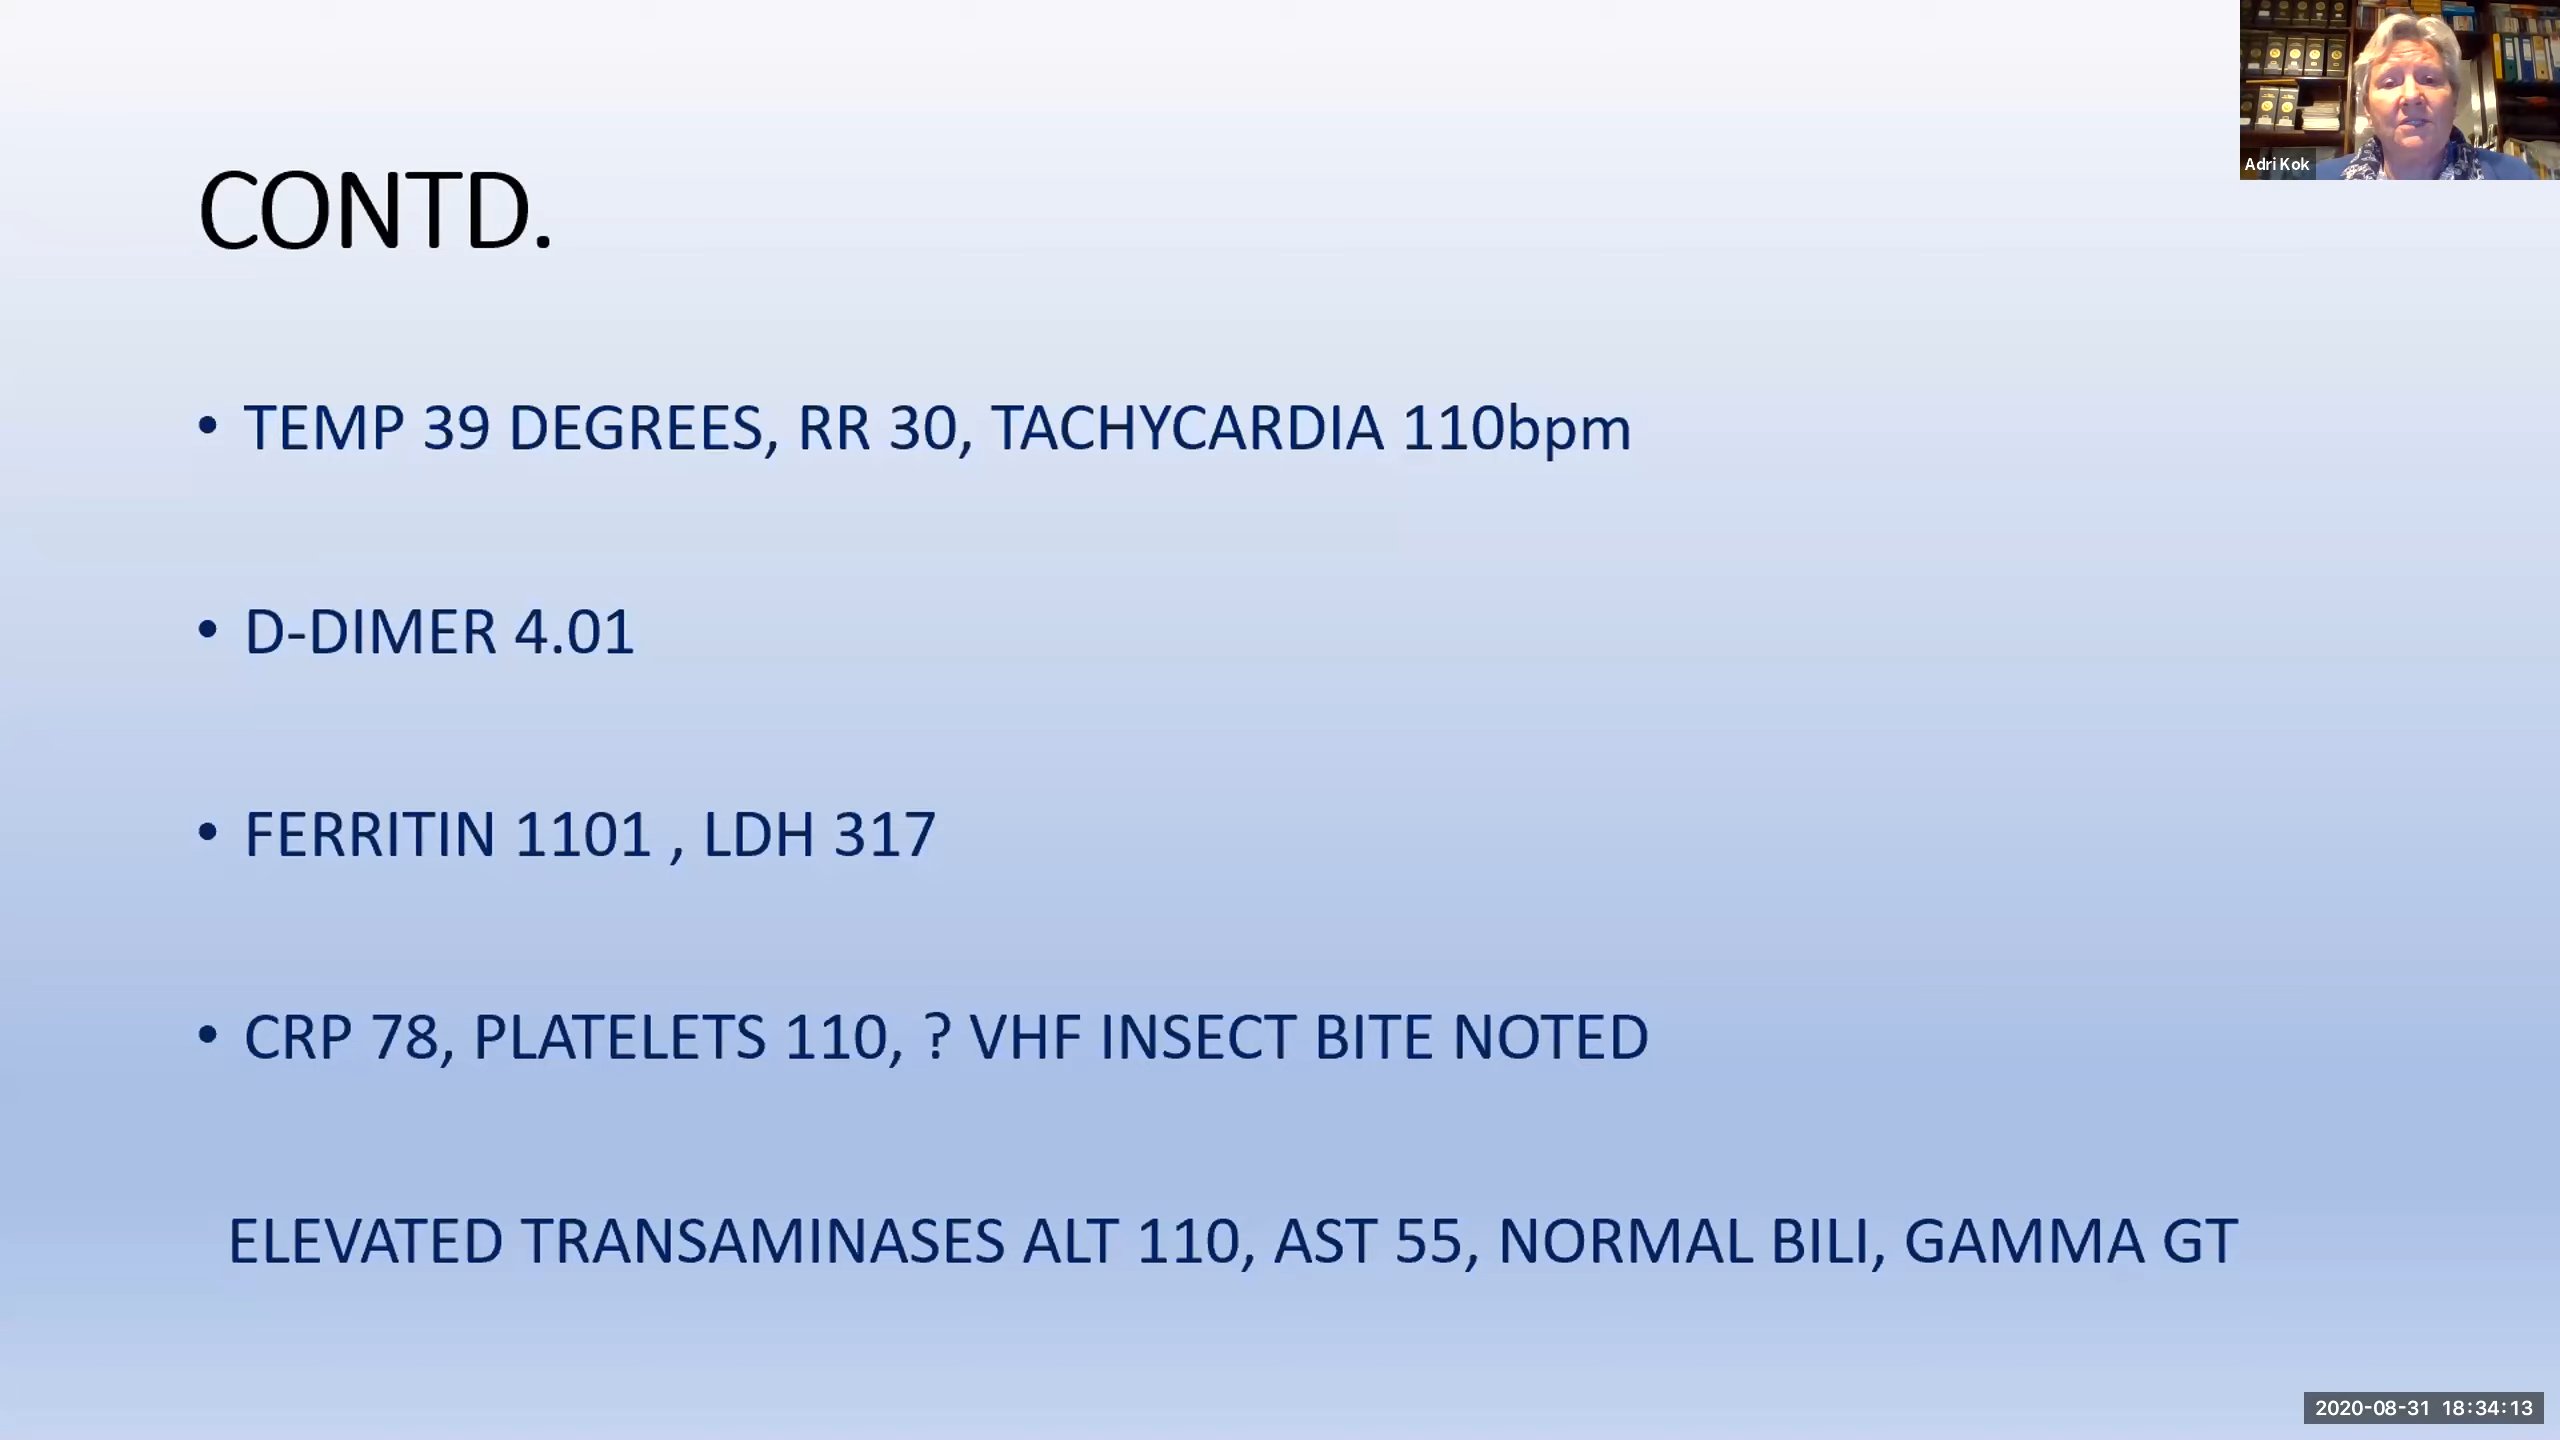 Adri Kok
CONTD.
• TEMP 39 DEGREES, RR 30, TACHYCARDIA 110bpm
• D-DIMER 4.01
• FERRITIN 1101 , LDH 317
• CRP 78, PLATELETS 110, ? VHF INSECT BITE NOTED
ELEVATED TRANSAMINASES ALT 110, AST 55, NORMAL BILI, GAMMA GT
2020-08-31 18:34:13